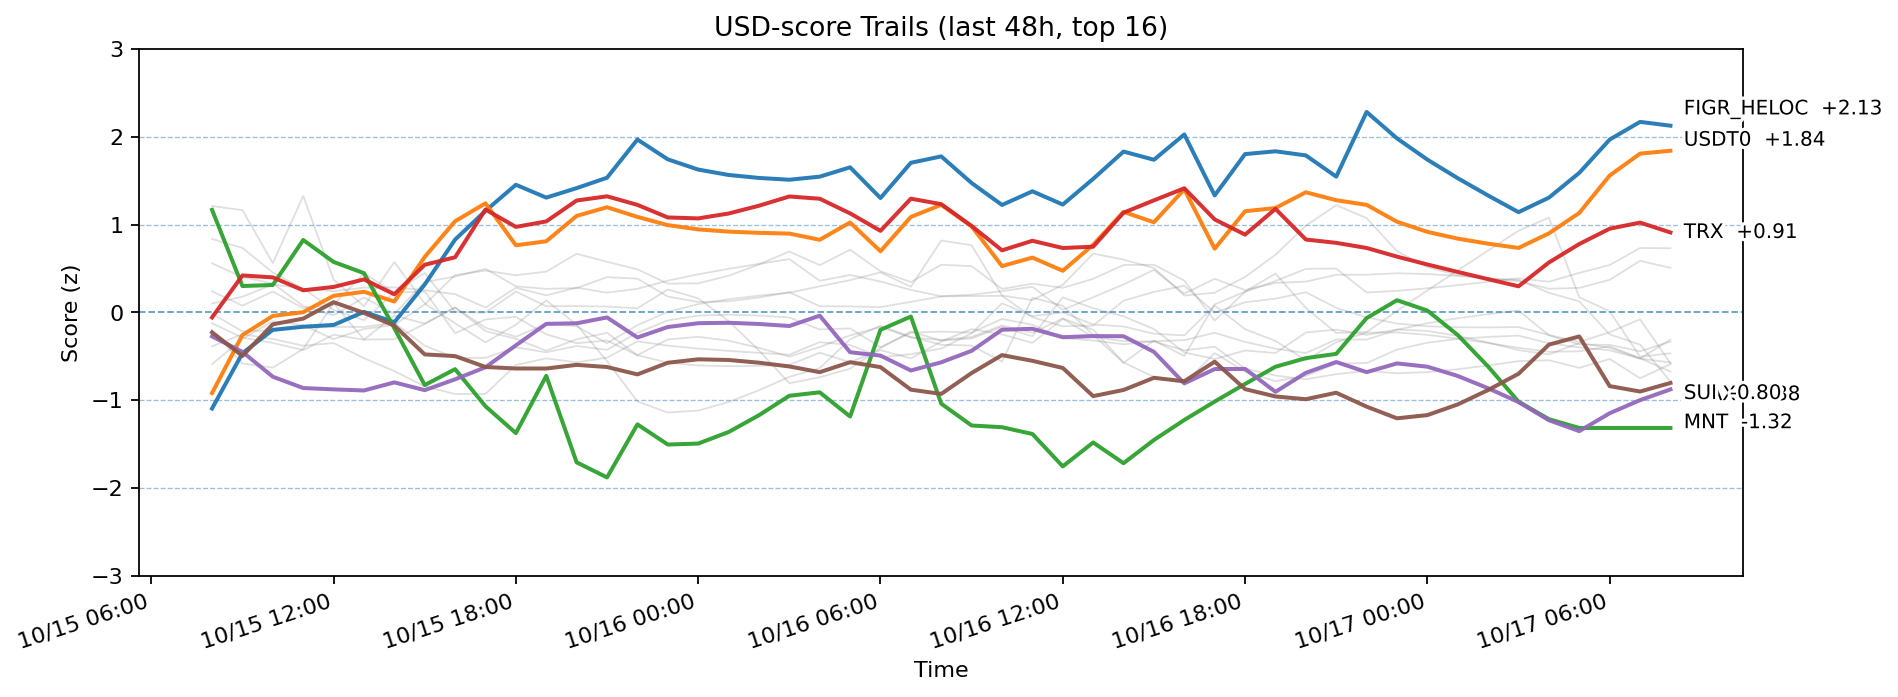 USD-score Trails (last 48h, top 16)
Score (z)
3
2
1
0
−1
−2
−3
FIGR_HELOC +2.13
USDT0 +1.84
TRX +0.91
SUI -0.80
MNT -1.32
10/15 06:00
10/15 12:00
10/15 18:00
10/16 00:00
10/16 06:00
10/16 12:00
10/16 18:00
10/17 00:00
10/17 06:00
Time